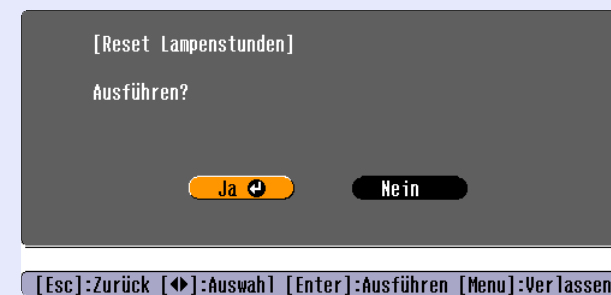 [Reset Lampenstunden]
Ausführen?
Ja Nein
[Esc]:Zurück [◆]:Auswahl [Enter]:Ausführen [Menu]:Verlassen